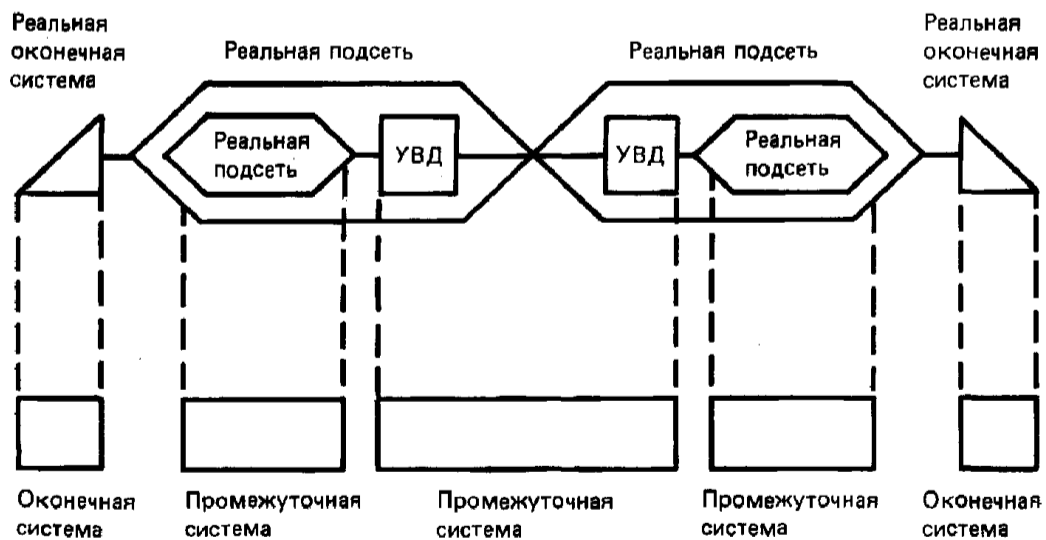 Реальная
оконечная
система
Реальная подсеть
Реальная подсеть
Реальная
оконечная
система
Реальная
подсеть
УВД
УВД
Реальная
подсеть
Оконечная
система
Промежуточная
система
Промежуточная
система
Промежуточная
система
Оконечная
система